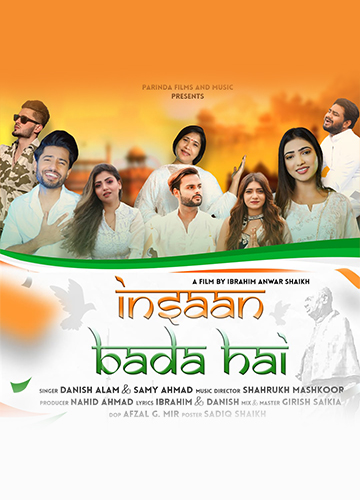 PARINDA FILMS AND MUSIC
PRESENTS
A FILM BY IBRAHIM ANWAR SHAIKH
insaan
bada hai
SINGER DANISH ALAM & SAMY AHMAD MUSIC DIRECTOR SHAHRUKH MASHKOOR
PRODUCER NAHID AHMAD LYRICS IBRAHIM & DANISH MIX & MASTER GIRISH SAIKIA
DOP AFZAL G. MIR POSTER SADIQ SHAIKH